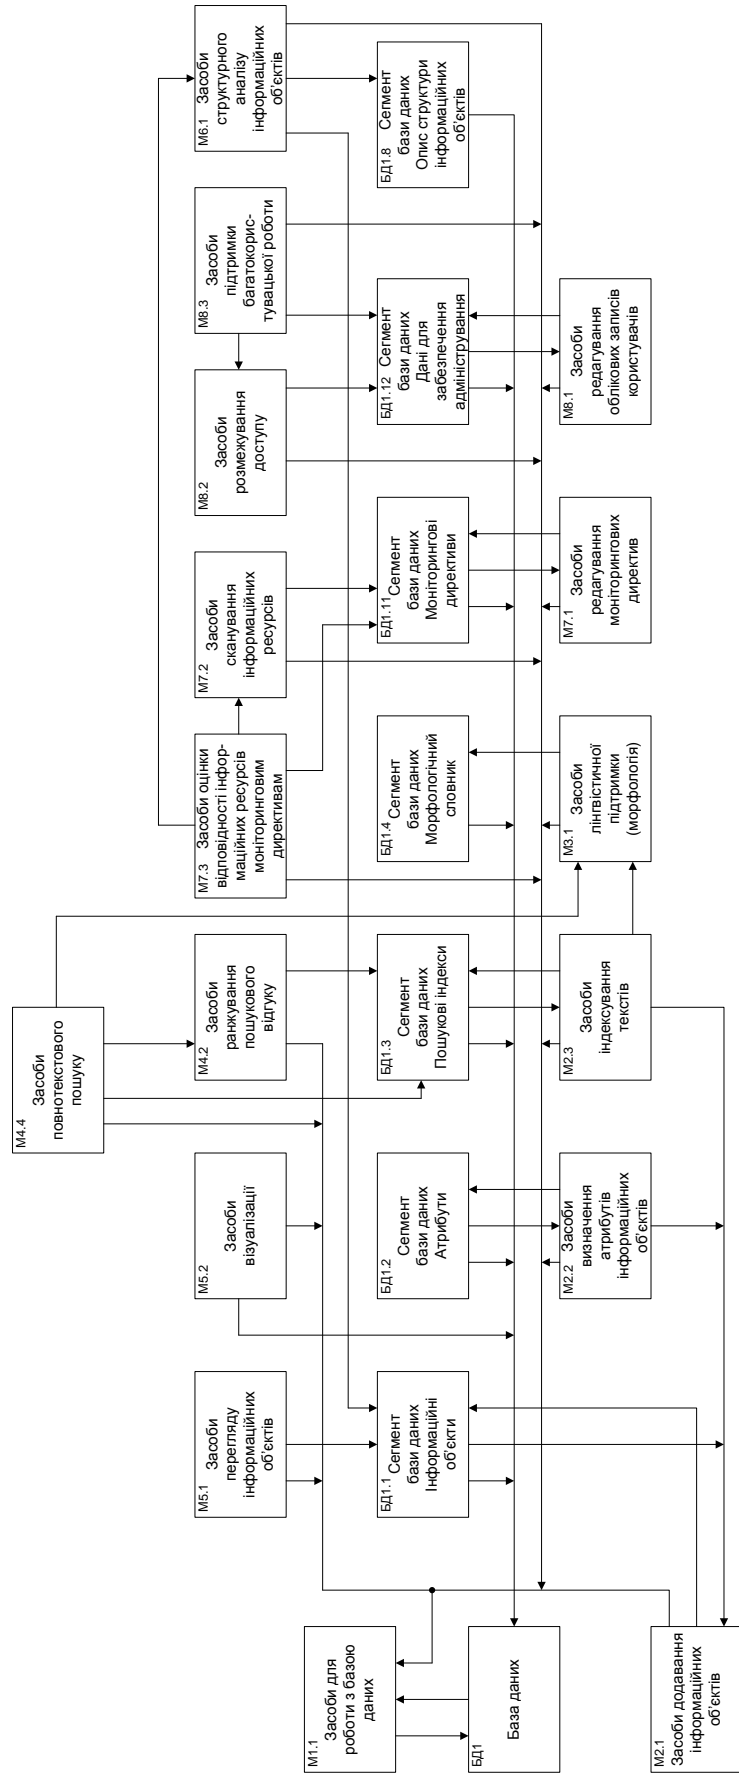 М4.4
Засоби
повнотекстового
пошуку
М5.1
Засоби
перегляду
інформаційних
об’єктів
М5.2
Засоби
візуалізації
М4.2
Засоби
ранжування
пошукового
відгуку
М7.3
Засоби оцінки
відповідності інфор-
маційних ресурсів
моніторинговим
директивам
М7.2
Засоби
сканування
інформаційних
ресурсів
М8.2
Засоби
розмежування
доступу
М8.3
Засоби
підтримки
багатокорис-
тувацької роботи
М6.1
Засоби
структурного
аналізу
інформаційних
об’єктів
М1.1
Засоби для
роботи з базою
даних
БД1.1
Сегмент
бази даних
Інформаційні
об’єкти
БД1.2
Сегмент
бази даних
Атрибути
БД1.3
Сегмент
бази даних
Пошукові індекси
БД1.4
Сегмент
бази даних
Морфологічний
словник
БД1.11
Сегмент
бази даних
Моніторингові
директиви
БД1.12
Сегмент
бази даних
Дані для
забезпечення
адміністрування
БД1.8
Сегмент
бази даних
Опис структури
інформаційних
об’єктів
БД1
База даних
М2.2
Засоби
визначення
атрибутів
інформаційних
об’єктів
М2.3
Засоби
індексування
текстів
М3.1
Засоби
лінгвістичної
підтримки
(морфологія)
М7.1
Засоби
редагування
моніторингових
директив
М8.1
Засоби
редагування
облікових записів
користувачів
М2.1
Засоби додавання
інформаційних
об’єктів